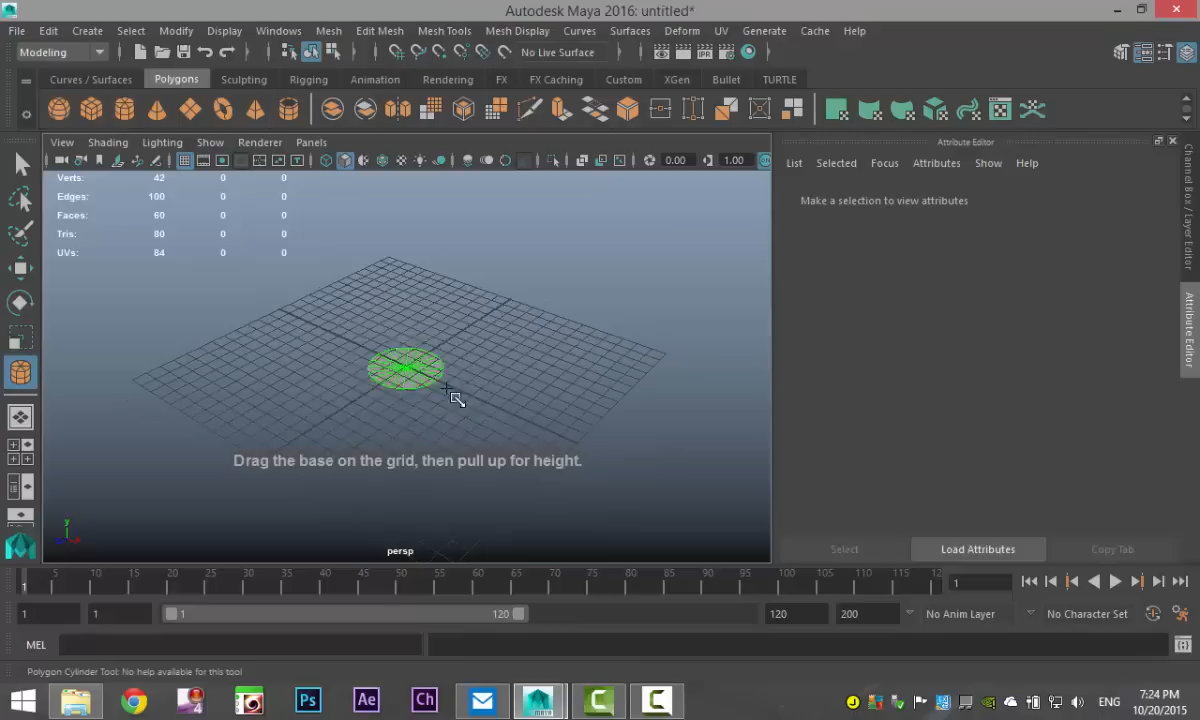 Autodesk Maya 2016: untitled*
File Edit Create Select Modify Display Windows Mesh Edit Mesh Mesh Tools Mesh Display Curves Surfaces Deform UV Generate Cache Help
Modeling No Live Surface
Curves / Surfaces Polygons Sculpting Rigging Animation Rendering FX FX Caching Custom XGen Bullet TURTLE
View Shading Lighting Show Renderer Panels
0.00 1.00
Verts: 42 0 0
Edges: 100 0 0
Faces: 60 0 0
Tris: 80 0 0
UVs: 84 0 0
Drag the base on the grid, then pull up for height.
y
persp
Attribute Editor
List Selected Focus Attributes Show Help
Make a selection to view attributes
Select Load Attributes Copy Tab
Channel Box / Layer Editor
Attribute Editor
1 5 10 15 20 25 30 35 40 45 50 55 60 65 70 75 80 85 90 95 100 105 110 115 12
1
1 1 1 120 120 200 No Anim Layer No Character Set
MEL
Polygon Cylinder Tool: No help available for this tool
Ps Ae Ch MAYA C C
ENG
7:24 PM
10/20/2015